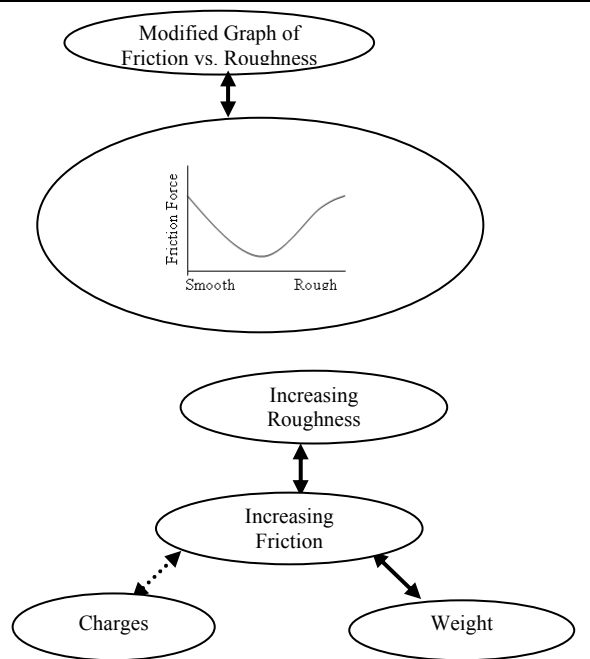 Modified Graph of
Friction vs. Roughness
Friction Force
Smooth Rough
Increasing
Roughness
Increasing
Friction
Charges Weight